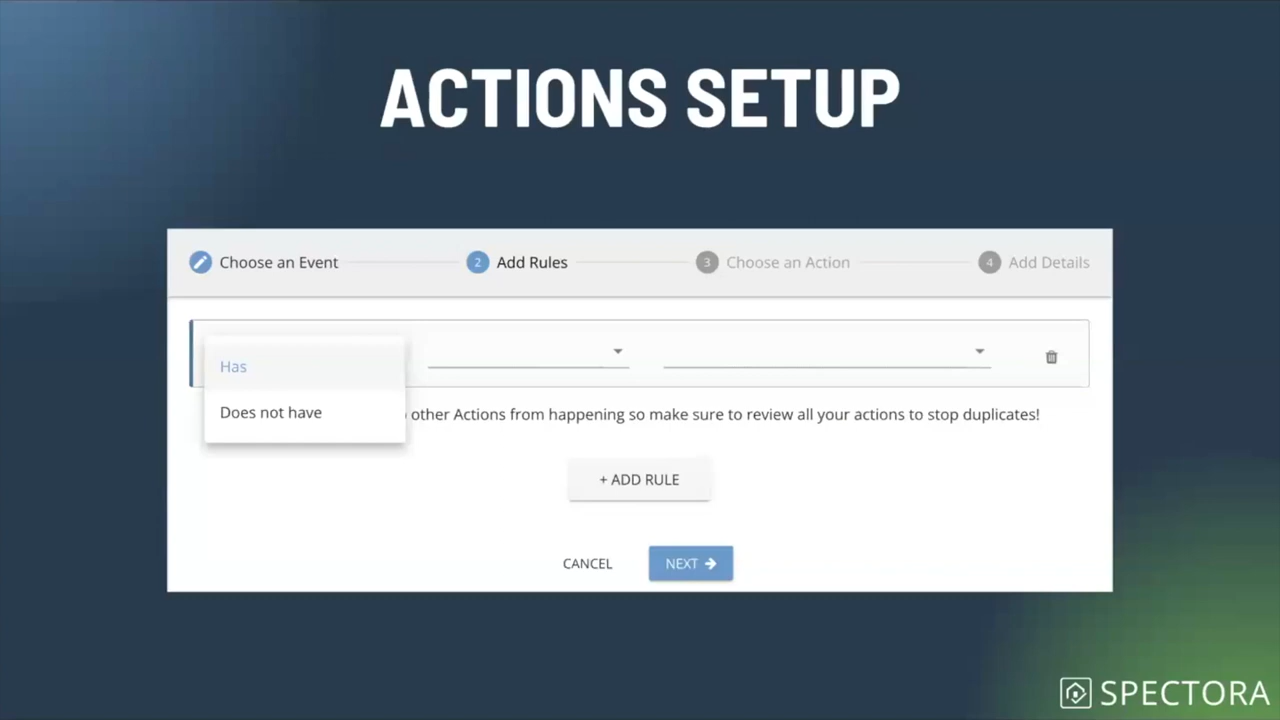 ACTIONS SETUP
Choose an Event
2 Add Rules
3 Choose an Action
4 Add Details
Has
Does not have
other Actions from happening so make sure to review all your actions to stop duplicates!
+ ADD RULE
CANCEL
NEXT
SPECTORA